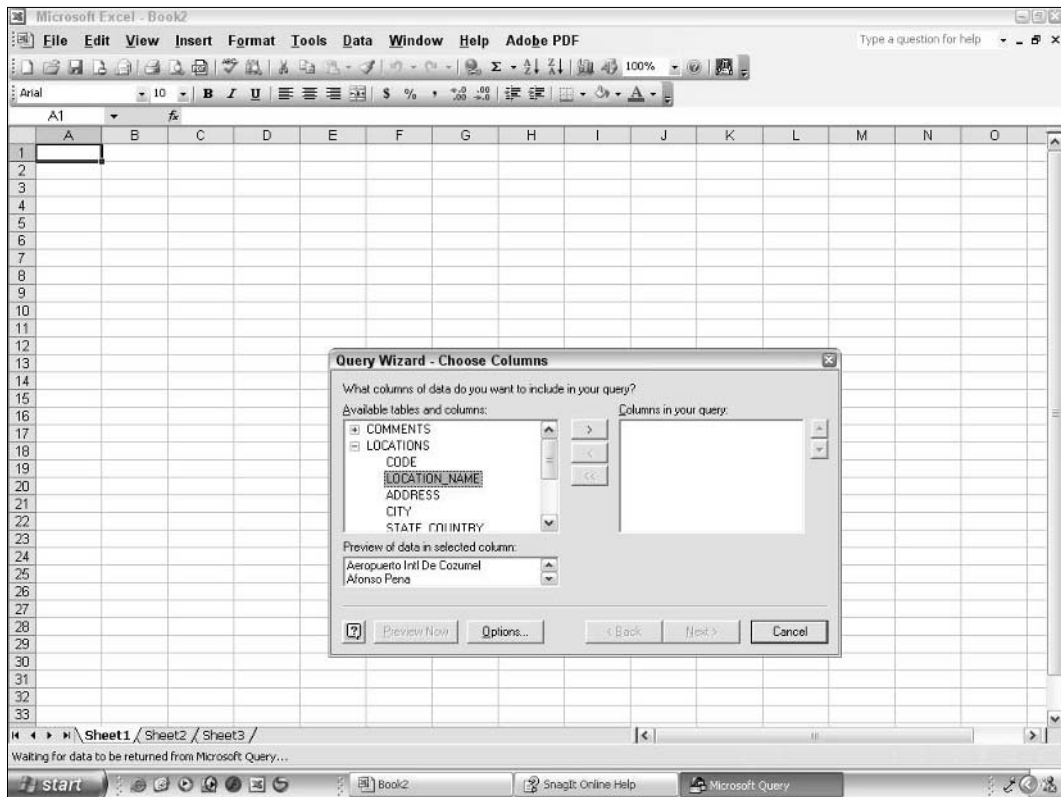 Microsoft Excel - Book2
File Edit View Insert Format Tools Data Window Help Adobe PDF Type a question for help
100%
Arial 10 B I U $ % ,
A1 fx
A B C D E F G H I J K L M N O
1
2
3
4
5
6
7
8
9
10
11
12
13
14
15
16
17
18
19
20
21
22
23
24
25
26
27
28
29
30
31
32
33
Query Wizard - Choose Columns
What columns of data do you want to include in your query?
Available tables and columns: Columns in your query:
COMMENTS
LOCATIONS
CODE
LOCATION_NAME
ADDRESS
CITY
STATE_COUNTRY
> 
<
<<
Preview of data in selected column:
Aeropuerto Intl De Cozumel
Afonso Pena
Preview Now Options... < Back Next > Cancel
Sheet1 / Sheet2 / Sheet3 /
Waiting for data to be returned from Microsoft Query...
start Book2 SnagIt Online Help Microsoft Query